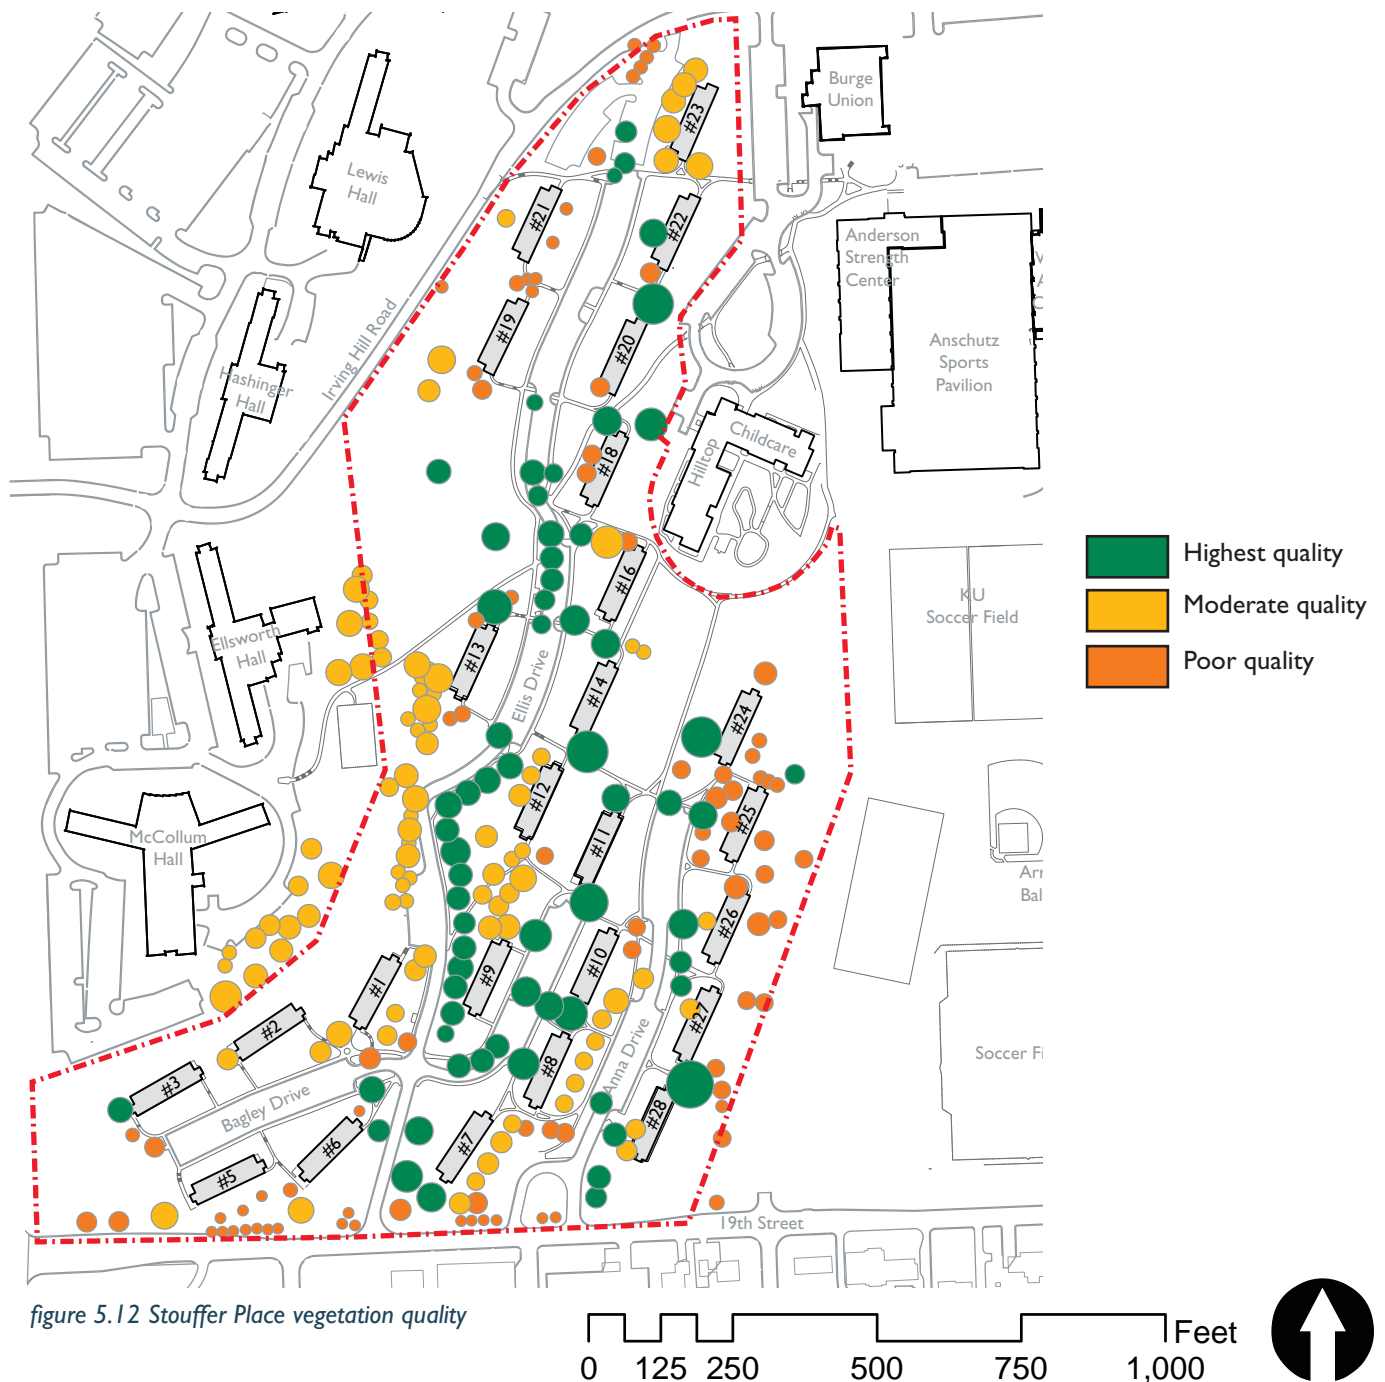 Burge
Union
#23
Lewis
Hall
#21
#22
Anderson
Strength
Center
Irving Hill Road
#19
#20
Anschutz
Sports
Pavilion
Hashinger
Hall
Hilltop
Childcare
#18
Highest quality
Moderate quality
Poor quality
#16
KU
Soccer Field
Ellsworth
Hall
#13
Ellis Drive
#14
#24
#12
#25
McCollum
Hall
#11
#26
#10
#9
#1
#2
#27
Soccer Fi
#8
Anna Drive
#3
Bagley Drive
#28
#6
#7
#5
19th Street
figure 5.12 Stouffer Place vegetation quality
Feet
0 125 250 500 750 1,000